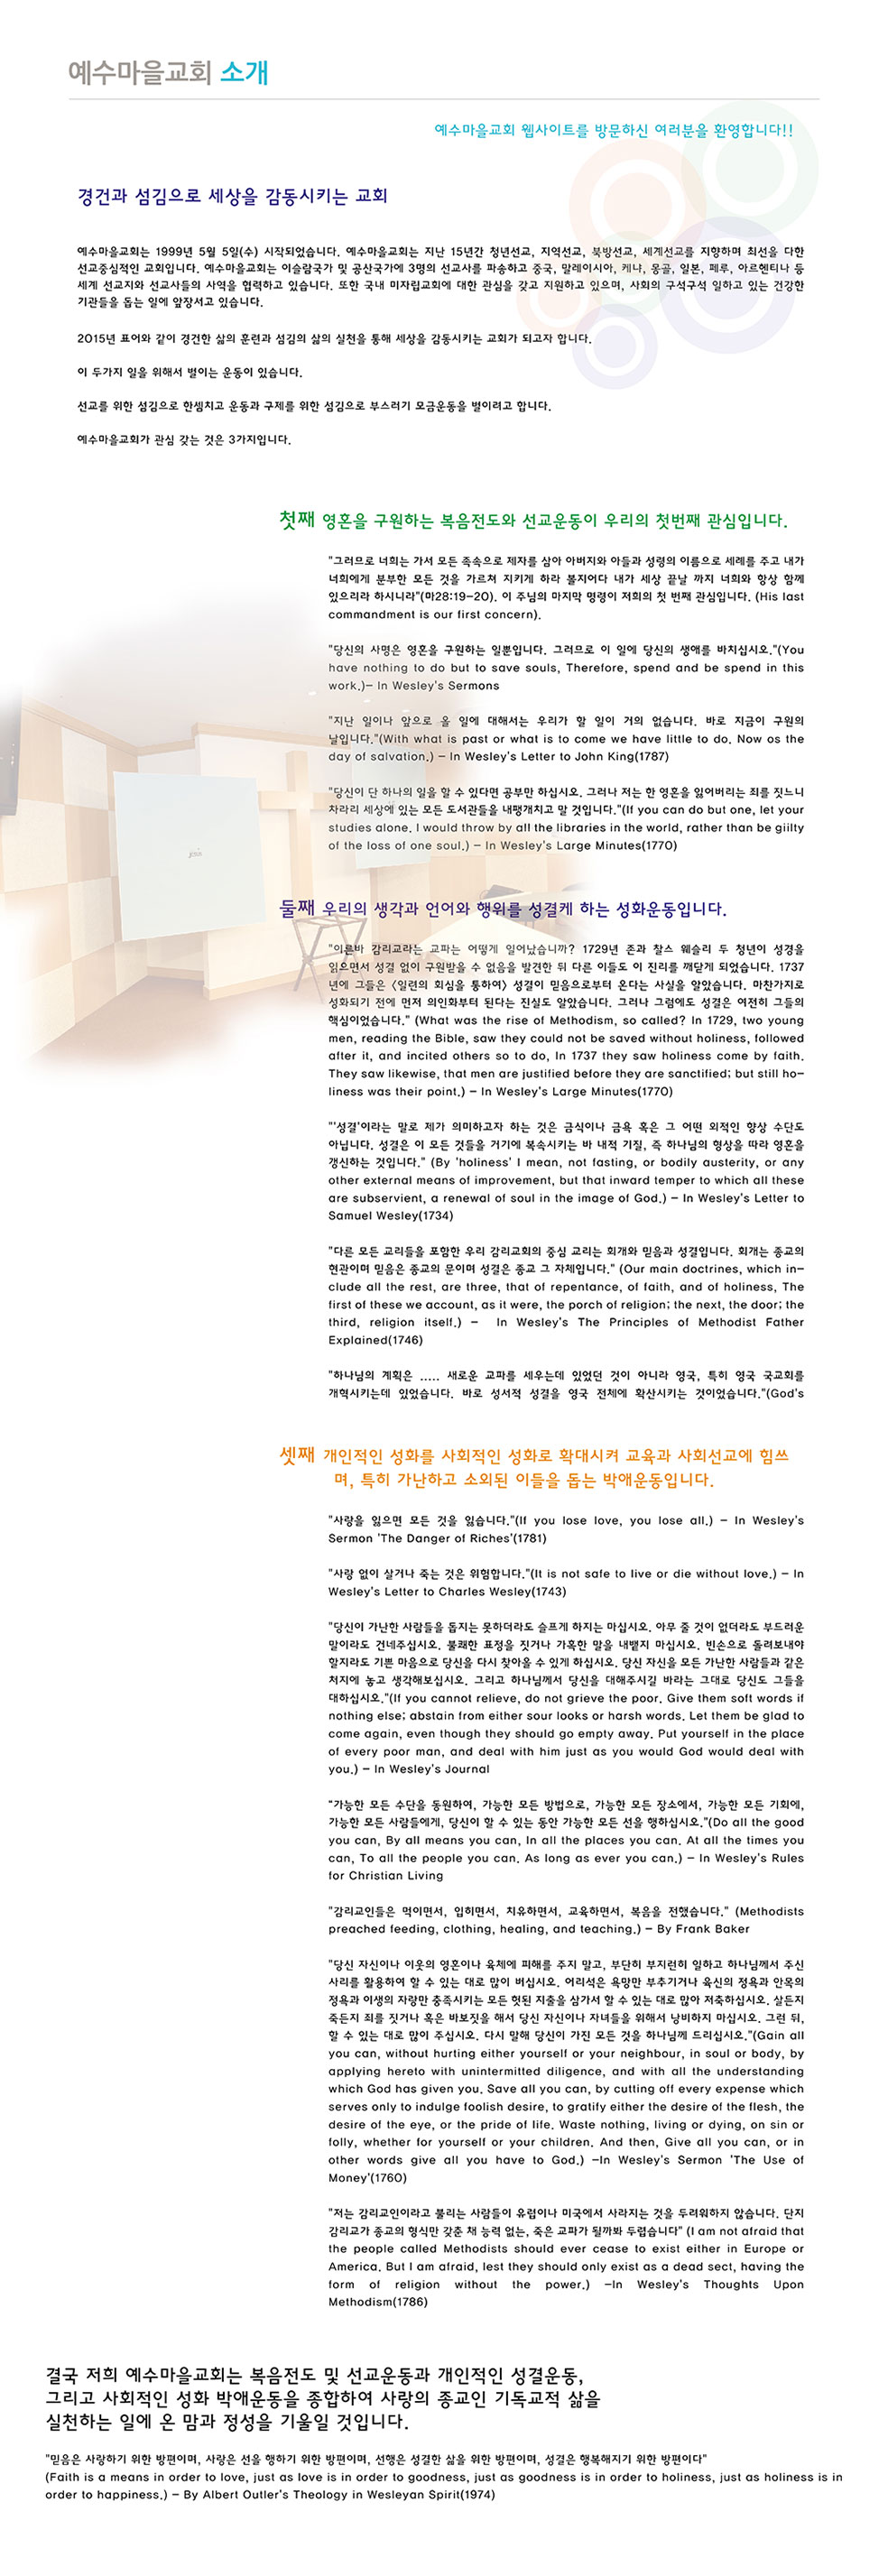 예수마을교회 소개
예수마을교회 웹사이트를 방문하신 여러분을 환영합니다!!
경건과 섬김으로 세상을 감동시키는 교회
예수마을교회는 1999년 5월 5일(수) 시작되었습니다. 예수마을교회는 지난 15년간 청년선교, 지역선교, 북방선교, 세계선교를 지향하며 최선을 다한
선교중심적인 교회입니다. 예수마을교회는 이슬람국가 및 공산국가에 3명의 선교사를 파송하고 중국, 말레이시아, 케냐, 몽골, 일본, 페루, 아르헨티나 등
세계 선교지와 선교사들의 사역을 협력하고 있습니다. 또한 국내 미자립교회에 대한 관심을 갖고 지원하고 있으며, 사회의 구석구석 일하고 있는 건강한
기관들을 돕는 일에 앞장서고 있습니다.
2015년 표어와 같이 경건한 삶의 훈련과 섬김의 삶의 실천을 통해 세상을 감동시키는 교회가 되고자 합니다.
이 두가지 일을 위해서 벌이는 운동이 있습니다.
선교를 위한 섬김으로 한셈치고 운동과 구제를 위한 섬김으로 부스러기 모금운동을 벌이려고 합니다.
예수마을교회가 관심 갖는 것은 3가지입니다.
첫째 영혼을 구원하는 복음전도와 선교운동이 우리의 첫번째 관심입니다.
"그러므로 너희는 가서 모든 족속으로 제자를 삼아 아버지와 아들과 성령의 이름으로 세례를 주고 내가
너희에게 분부한 모든 것을 가르쳐 지키게 하라 볼지어다 내가 세상 끝날 까지 너희와 항상 함께
있으리라 하시니라"(마28:19-20). 이 주님의 마지막 명령이 저희의 첫 번째 관심입니다. (His last
commandment is our first concern).
"당신의 사명은 영혼을 구원하는 일뿐입니다. 그러므로 이 일에 당신의 생애를 바치십시오."(You
have nothing to do but to save souls, Therefore, spend and be spend in this
work.)- In Wesley's Sermons
"지난 일이나 앞으로 올 일에 대해서는 우리가 할 일이 거의 없습니다. 바로 지금이 구원의
날입니다."(With what is past or what is to come we have little to do. Now os the
day of salvation.) - In Wesley's Letter to John King(1787)
"당신이 단 하나의 일을 할 수 있다면 공부만 하십시오. 그러나 저는 한 영혼을 잃어버리는 죄를 짓느니
차라리 세상에 있는 모든 도서관들을 내팽개치고 말 것입니다."(If you can do but one, let your
studies alone. I would throw by all the libraries in the world, rather than be giilty
of the loss of one soul.) - In Wesley's Large Minutes(1770)
둘째 우리의 생각과 언어와 행위를 성결케 하는 성화운동입니다.
"이른바 감리교라는 교파는 어떻게 일어났습니까? 1729년 존과 찰스 웨슬리 두 청년이 성경을
읽으면서 성결 없이 구원받을 수 없음을 발견한 뒤 다른 이들도 이 진리를 깨닫게 되었습니다. 1737
년에 그들은 <일련의 회심을 통하여> 성결이 믿음으로부터 온다는 사실을 알았습니다. 마찬가지로
성화되기 전에 먼저 의인화부터 된다는 진실도 알았습니다. 그러나 그럼에도 성결은 여전히 그들의
핵심이었습니다." (What was the rise of Methodism, so called? In 1729, two young
men, reading the Bible, saw they could not be saved without holiness, followed
after it, and incited others so to do, In 1737 they saw holiness come by faith.
They saw likewise, that men are justified before they are sanctified; but still ho-
liness was their point.) - In Wesley's Large Minutes(1770)
"'성결'이라는 말로 제가 의미하고자 하는 것은 금식이나 금욕 혹은 그 어떤 외적인 향상 수단도
아닙니다. 성결은 이 모든 것들을 거기에 복속시키는 바 내적 기질, 즉 하나님의 형상을 따라 영혼을
갱신하는 것입니다." (By 'holiness' I mean, not fasting, or bodily austerity, or any
other external means of improvement, but that inward temper to which all these
are subservient, a renewal of soul in the image of God.) - In Wesley's Letter to
Samuel Wesley(1734)
"다른 모든 교리들을 포함한 우리 감리교회의 중심 교리는 회개와 믿음과 성결입니다. 회개는 종교의
현관이며 믿음은 종교의 문이며 성결은 종교 그 자체입니다." (Our main doctrines, which in-
clude all the rest, are three, that of repentance, of faith, and of holiness, The
first of these we account, as it were, the porch of religion; the next, the door; the
third, religion itself.) - In Wesley's The Principles of Methodist Father
Explained(1746)
"하나님의 계획은 ..... 새로운 교파를 세우는데 있었던 것이 아니라 영국, 특히 영국 국교회를
개혁시키는데 있었습니다. 바로 성서적 성결을 영국 전체에 확산시키는 것이었습니다."(God's
셋째 개인적인 성화를 사회적인 성화로 확대시켜 교육과 사회선교에 힘쓰
며, 특히 가난하고 소외된 이들을 돕는 박애운동입니다.
"사랑을 잃으면 모든 것을 잃습니다."(If you lose love, you lose all.) - In Wesley's
Sermon 'The Danger of Riches'(1781)
"사랑 없이 살거나 죽는 것은 위험합니다."(It is not safe to live or die without love.) - In
Wesley's Letter to Charles Wesley(1743)
"당신이 가난한 사람들을 돕지는 못하더라도 슬프게 하지는 마십시오. 아무 줄 것이 없더라도 부드러운
말이라도 건네주십시오. 불쾌한 표정을 짓거나 가혹한 말을 내뱉지 마십시오. 빈손으로 돌려보내야
할지라도 기쁜 마음으로 당신을 다시 찾아올 수 있게 하십시오. 당신 자신을 모든 가난한 사람들과 같은
처지에 놓고 생각해보십시오. 그리고 하나님께서 당신을 대해주시길 바라는 그대로 당신도 그들을
대하십시오."(If you cannot relieve, do not grieve the poor. Give them soft words if
nothing else; abstain from either sour looks or harsh words. Let them be glad to
come again, even though they should go empty away. Put yourself in the place
of every poor man, and deal with him just as you would God would deal with
you.) - In Wesley's Journal
"가능한 모든 수단을 동원하여, 가능한 모든 방법으로, 가능한 모든 장소에서, 가능한 모든 기회에,
가능한 모든 사람들에게, 당신이 할 수 있는 동안 가능한 모든 선을 행하십시오."(Do all the good
you can, By all means you can, In all the places you can. At all the times you
can, To all the people you can. As long as ever you can.) - In Wesley's Rules
for Christian Living
"감리교인들은 먹이면서, 입히면서, 치유하면서, 교육하면서, 복음을 전했습니다." (Methodists
preached feeding, clothing, healing, and teaching.) - By Frank Baker
"당신 자신이나 이웃의 영혼이나 육체에 피해를 주지 말고, 부단히 부지런히 일하고 하나님께서 주신
사리를 활용하여 할 수 있는 대로 많이 버십시오. 어리석은 욕망만 부추기거나 육신의 정욕과 안목의
정욕과 이생의 자랑만 충족시키는 모든 헛된 지출을 삼가서 할 수 있는 대로 많아 저축하십시오. 살든지
죽든지 죄를 짓거나 혹은 바보짓을 해서 당신 자신이나 자녀들을 위해서 낭비하지 마십시오. 그런 뒤,
할 수 있는 대로 많이 주십시오. 다시 말해 당신이 가진 모든 것을 하나님께 드리십시오."(Gain all
you can, without hurting either yourself or your neighbour, in soul or body, by
applying hereto with unintermitted diligence, and with all the understanding
which God has given you. Save all you can, by cutting off every expense which
serves only to indulge foolish desire, to gratify either the desire of the flesh, the
desire of the eye, or the pride of life. Waste nothing, living or dying, on sin or
folly, whether for yourself or your children. And then, Give all you can, or in
other words give all you have to God.) -In Wesley's Sermon 'The Use of
Money'(1760)
"저는 감리교인이라고 불리는 사람들이 유럽이나 미국에서 사라지는 것을 두려워하지 않습니다. 단지
감리교가 종교의 형식만 갖춘 채 능력 없는, 죽은 교파가 될까봐 두렵습니다" (I am not afraid that
the people called Methodists should ever cease to exist either in Europe or
America. But I am afraid, lest they should only exist as a dead sect, having the
form of religion without the power.) -In Wesley's Thoughts Upon
Methodism(1786)
결국 저희 예수마을교회는 복음전도 및 선교운동과 개인적인 성결운동,
그리고 사회적인 성화 박애운동을 종합하여 사랑의 종교인 기독교적 삶을
실천하는 일에 온 맘과 정성을 기울일 것입니다.
"믿음은 사랑하기 위한 방편이며, 사랑은 선을 행하기 위한 방편이며, 선행은 성결한 삶을 위한 방편이며, 성결은 행복해지기 위한 방편이다"
(Faith is a means in order to love, just as love is in order to goodness, just as goodness is in order to holiness, just as holiness is in
order to happiness.) - By Albert Outler's Theology in Wesleyan Spirit(1974)